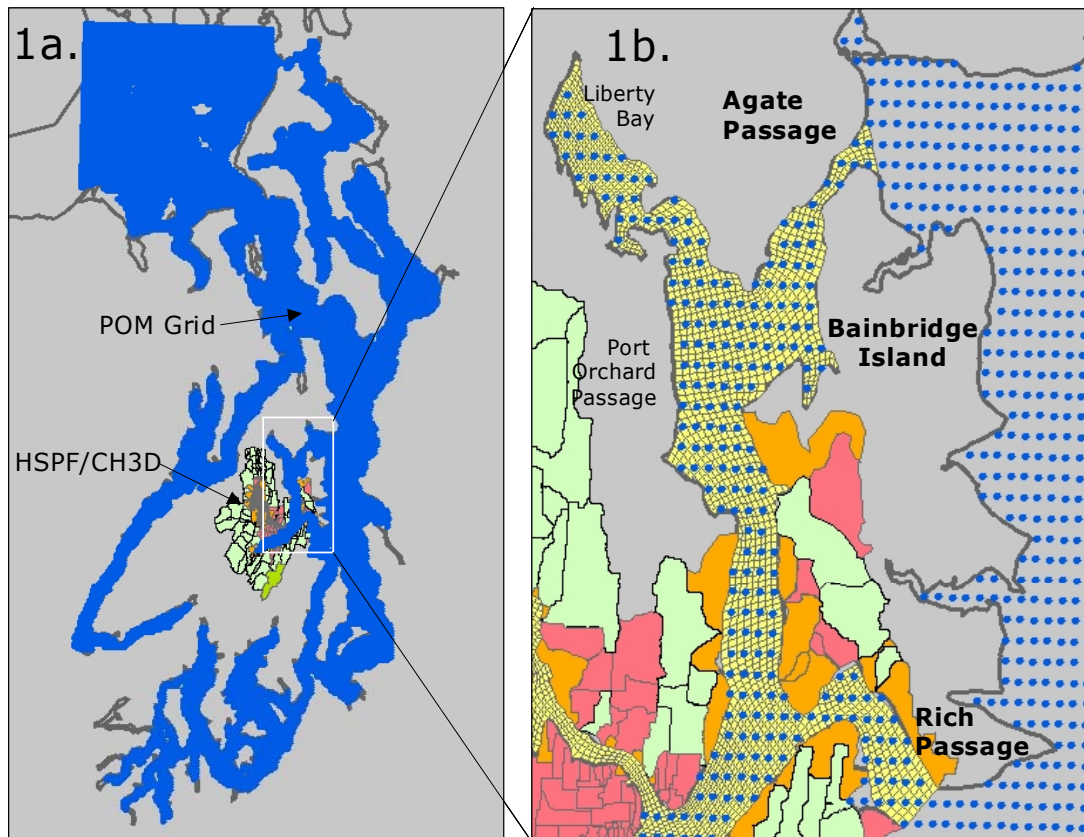 1a.
POM Grid
HSPF/CH3D
1b.
Liberty
Bay
Agate
Passage
Bainbridge
Island
Port
Orchard
Passage
Rich
Passage